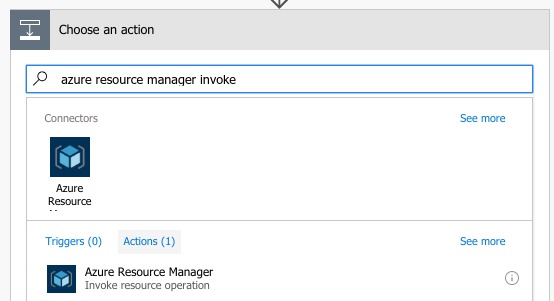 Choose an action
azure resource manager invoke
Connectors
See more
Azure
Resource
Triggers (0)
Actions (1)
See more
Azure Resource Manager
Invoke resource operation